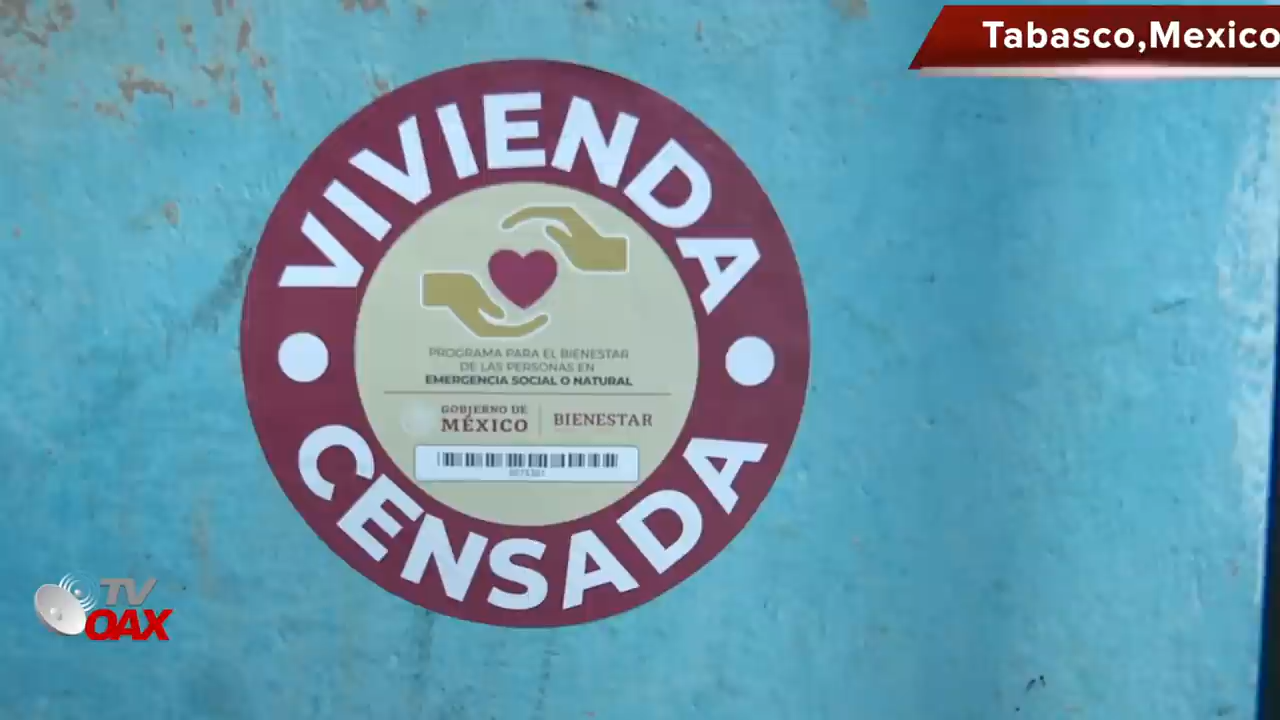 Tabasco,Mexico
VIVIENDA
PROGRAMA PARA EL BIENESTAR
DE LAS PERSONAS EN
EMERGENCIA SOCIAL O NATURAL
GOBIERNO DE
MÉXICO
BIENESTAR
CENSADA
TV
OAX